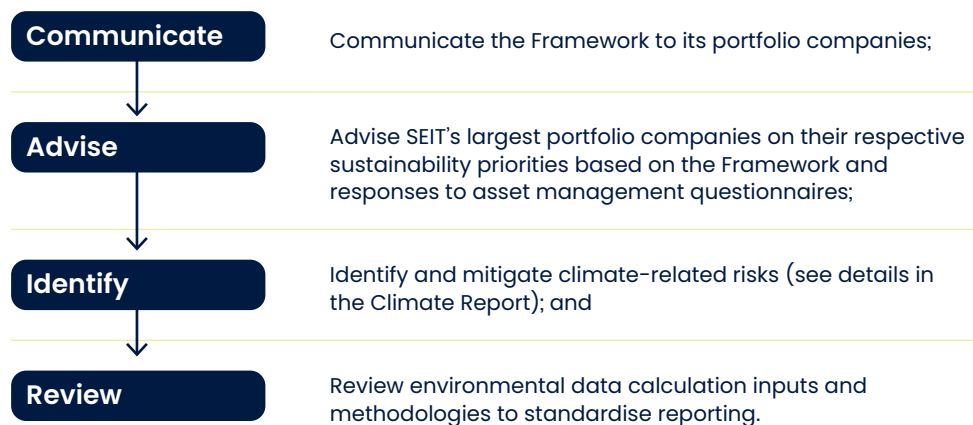 Communicate
Communicate the Framework to its portfolio companies;
Advise
Advise SEIT's largest portfolio companies on their respective
sustainability priorities based on the Framework and
responses to asset management questionnaires;
Identify
Identify and mitigate climate-related risks (see details in
the Climate Report); and
Review
Review environmental data calculation inputs and
methodologies to standardise reporting.